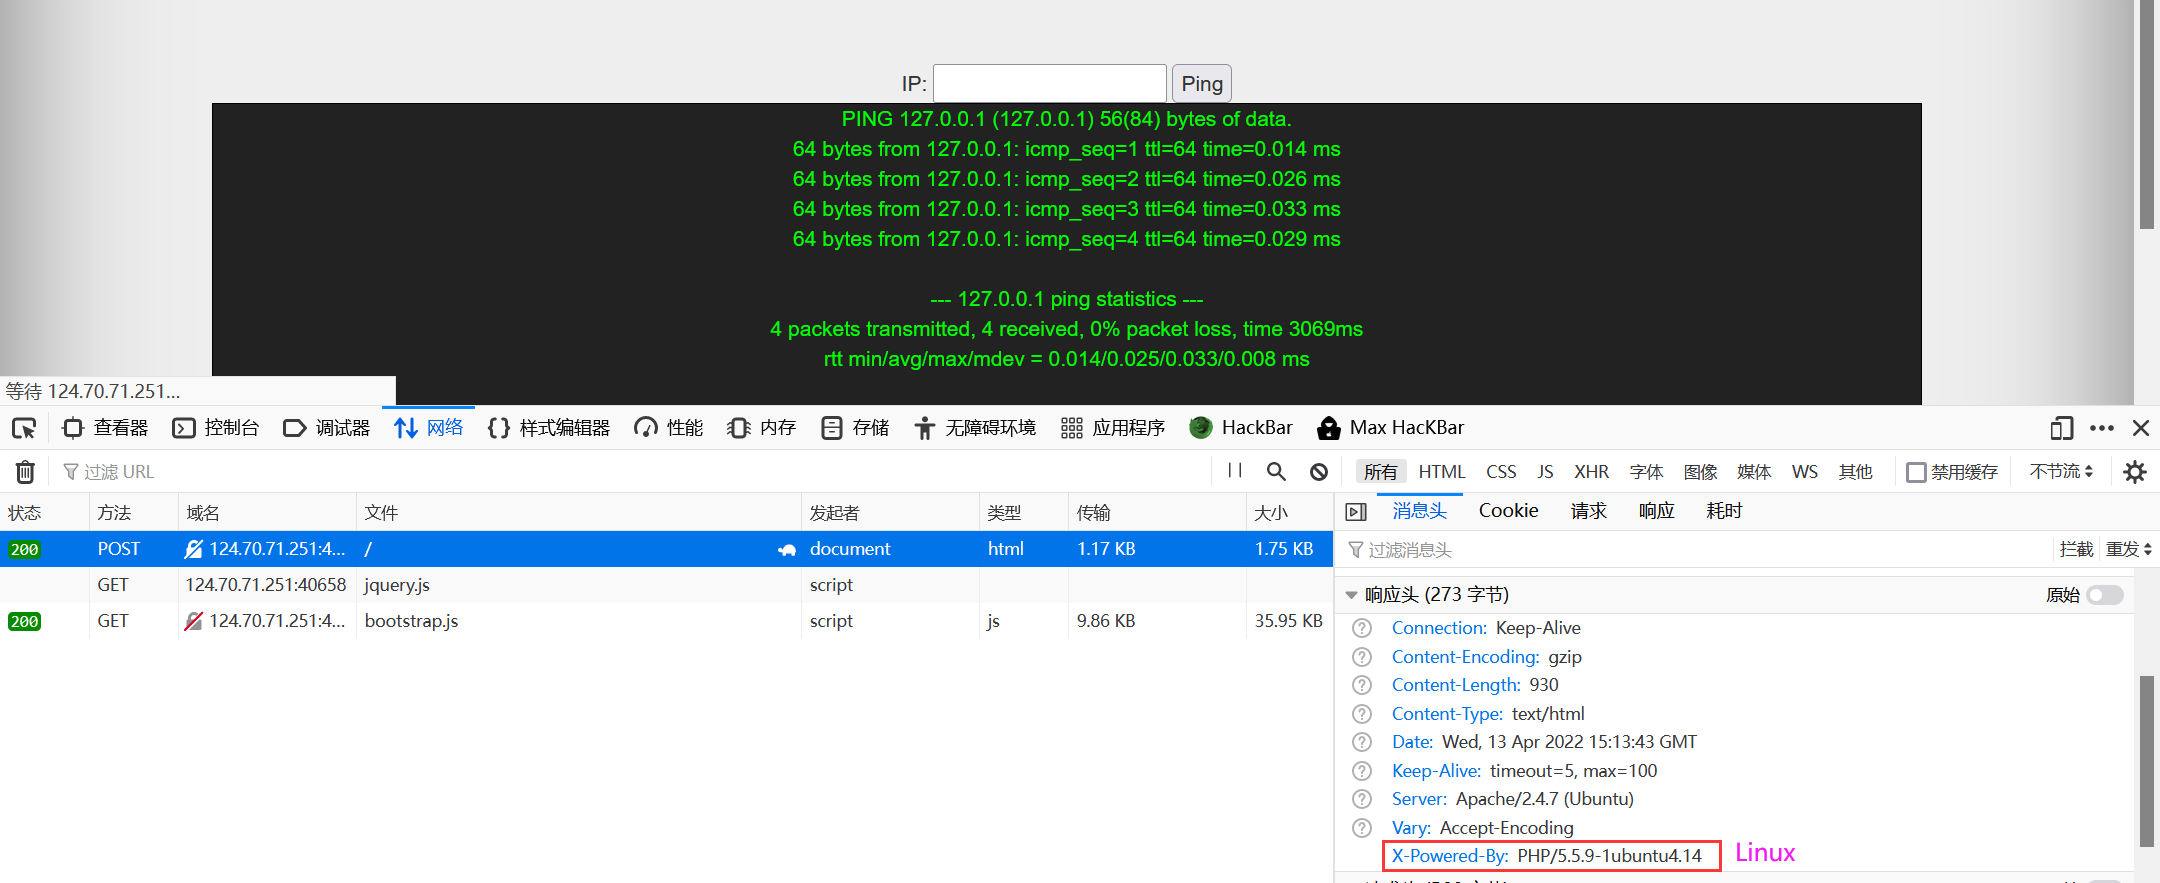 IP: Ping
PING 127.0.0.1 (127.0.0.1) 56(84) bytes of data.
64 bytes from 127.0.0.1: icmp_seq=1 ttl=64 time=0.014 ms
64 bytes from 127.0.0.1: icmp_seq=2 ttl=64 time=0.026 ms
64 bytes from 127.0.0.1: icmp_seq=3 ttl=64 time=0.033 ms
64 bytes from 127.0.0.1: icmp_seq=4 ttl=64 time=0.029 ms
--- 127.0.0.1 ping statistics ---
4 packets transmitted, 4 received, 0% packet loss, time 3069ms
rtt min/avg/max/mdev = 0.014/0.025/0.033/0.008 ms
等待 124.70.71.251...
查看器 控制台 调试器 网络 样式编辑器 性能 内存 存储 无障碍环境 应用程序 HackBar Max HacKBar
过滤 URL 所有 HTML CSS JS XHR 字体 图像 媒体 WS 其他 禁用缓存 不节流
状态 方法 域名 文件 发起者 类型 传输 大小
200 POST 124.70.71.251:4... / document html 1.17 KB 1.75 KB
GET 124.70.71.251:40658 jquery.js script
200 GET 124.70.71.251:4... bootstrap.js script js 9.86 KB 35.95 KB
消息头 Cookie 请求 响应 耗时
过滤消息头 拦截 重发
响应头 (273 字节) 原始
Connection: Keep-Alive
Content-Encoding: gzip
Content-Length: 930
Content-Type: text/html
Date: Wed, 13 Apr 2022 15:13:43 GMT
Keep-Alive: timeout=5, max=100
Server: Apache/2.4.7 (Ubuntu)
Vary: Accept-Encoding
X-Powered-By: PHP/5.5.9-1ubuntu4.14 Linux